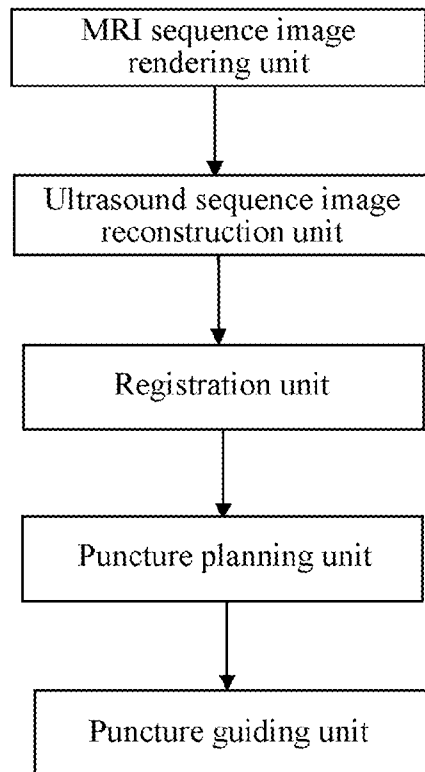 MRI sequence image
rendering unit
Ultrasound sequence image
reconstruction unit
Registration unit
Puncture planning unit
Puncture guiding unit